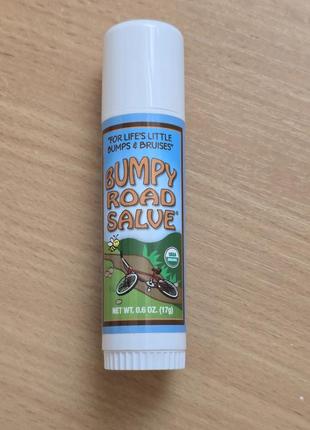 "FOR LIFE'S LITTLE
BUMPS & BRUISES"
BUMPY
ROAD
SALVE®
USDA
ORGANIC
NET WT. 0.6 OZ. (17g)